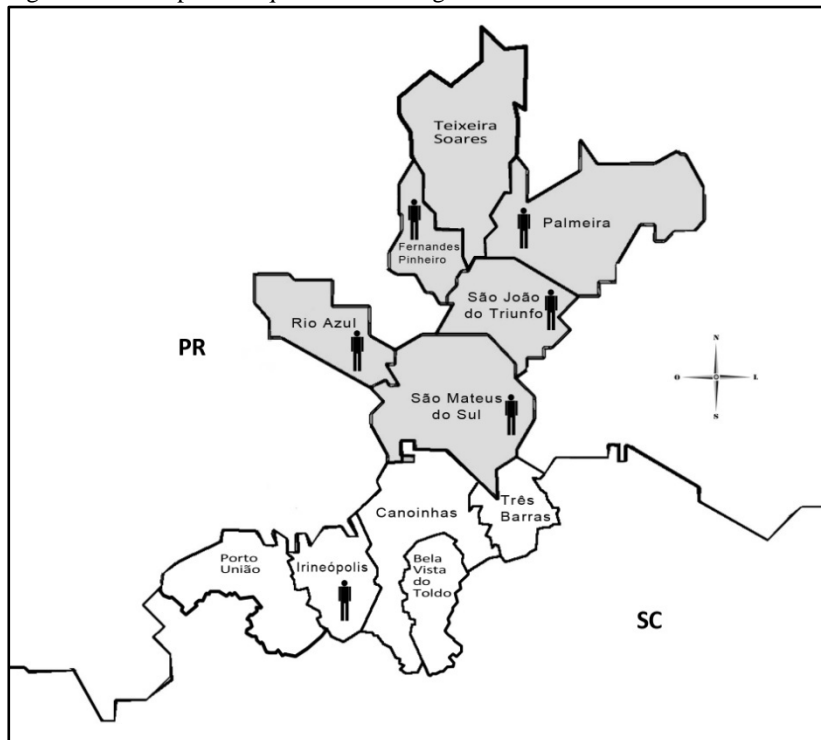 Teixeira
Soares
Palmeira
Fernandes
Pinheiro
São João
do Triunfo
Rio Azul
PR
N
O
L
S
São Mateus
do Sul
Três
Barras
Canoinhas
Porto
União
Irineópolis
Bela
Vista
do
Toldo
SC